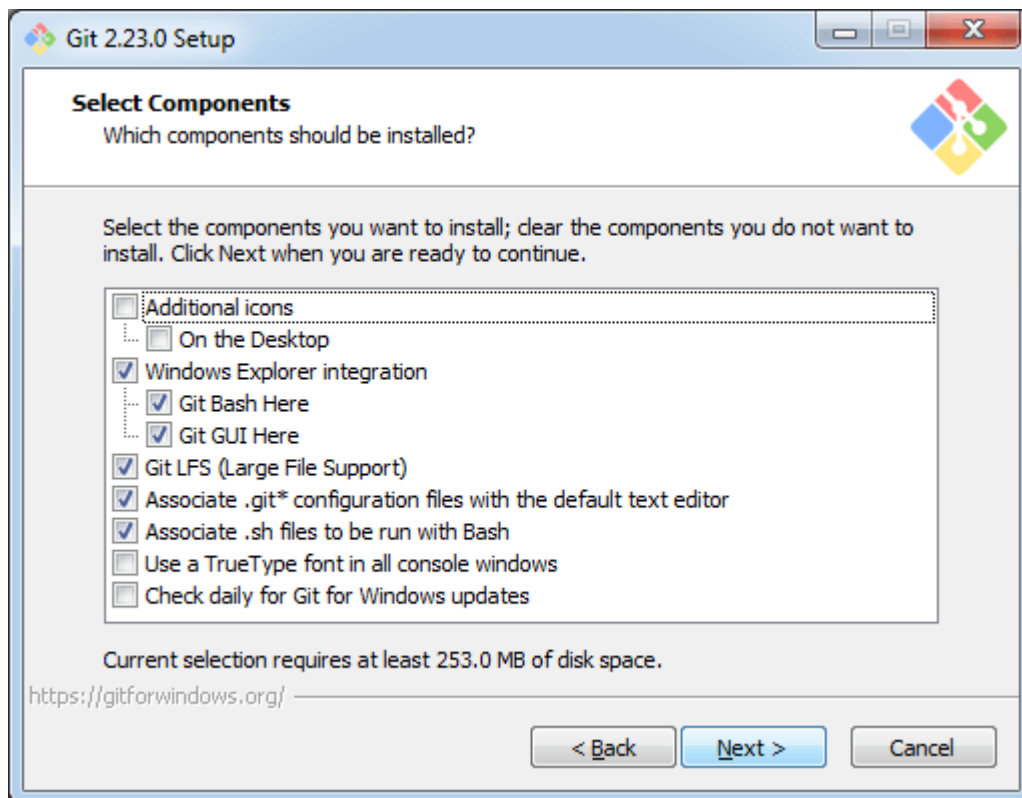 Git 2.23.0 Setup
Select Components
Which components should be installed?
Select the components you want to install; clear the components you do not want to
install. Click Next when you are ready to continue.
Additional icons
On the Desktop
Windows Explorer integration
Git Bash Here
Git GUI Here
Git LFS (Large File Support)
Associate .git* configuration files with the default text editor
Associate .sh files to be run with Bash
Use a TrueType font in all console windows
Check daily for Git for Windows updates
Current selection requires at least 253.0 MB of disk space.
https://gitforwindows.org/
< Back
Next >
Cancel